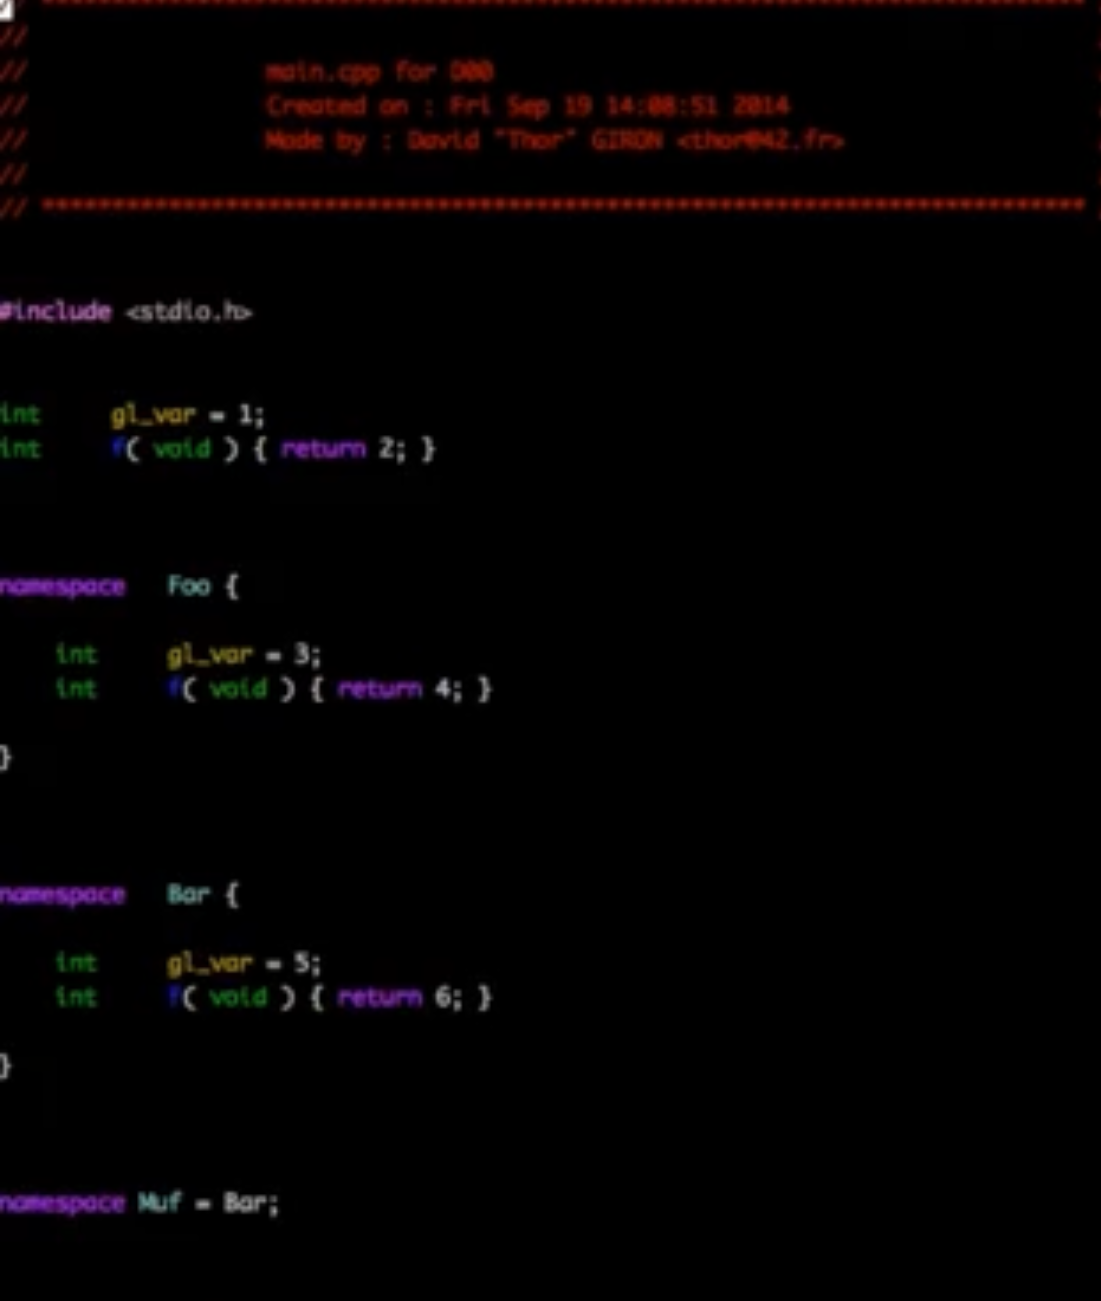 // ***************************************************************************
//
// main.cpp for D00
// Created on : Fri Sep 19 14:08:51 2014
// Made by : David "Thor" GIRON <thor@42.fr>
//
// ***************************************************************************
#include <stdio.h>
int gl_var = 1;
int f( void ) { return 2; }
namespace Foo {
int gl_var = 3;
int f( void ) { return 4; }
}
namespace Bar {
int gl_var = 5;
int f( void ) { return 6; }
}
namespace Muf = Bar;